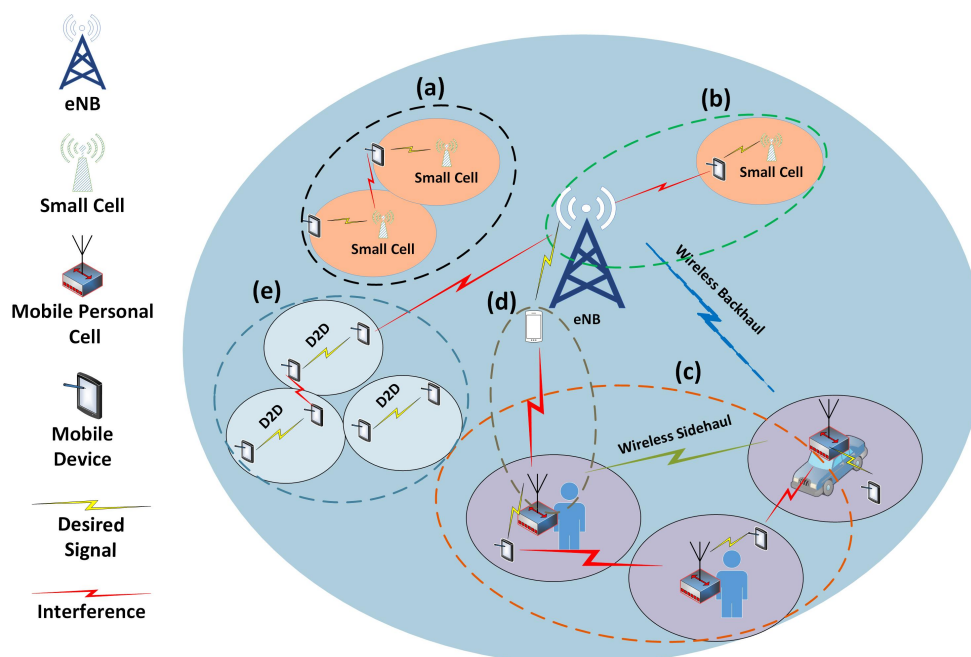 eNB
Small Cell
Mobile Personal
Cell
Mobile
Device
Desired
Signal
Interference
(a)
Small Cell
Small Cell
(b)
Small Cell
eNB
Wireless Backhaul
(e)
D2D
D2D
D2D
(d)
(c)
Wireless Sidehaul